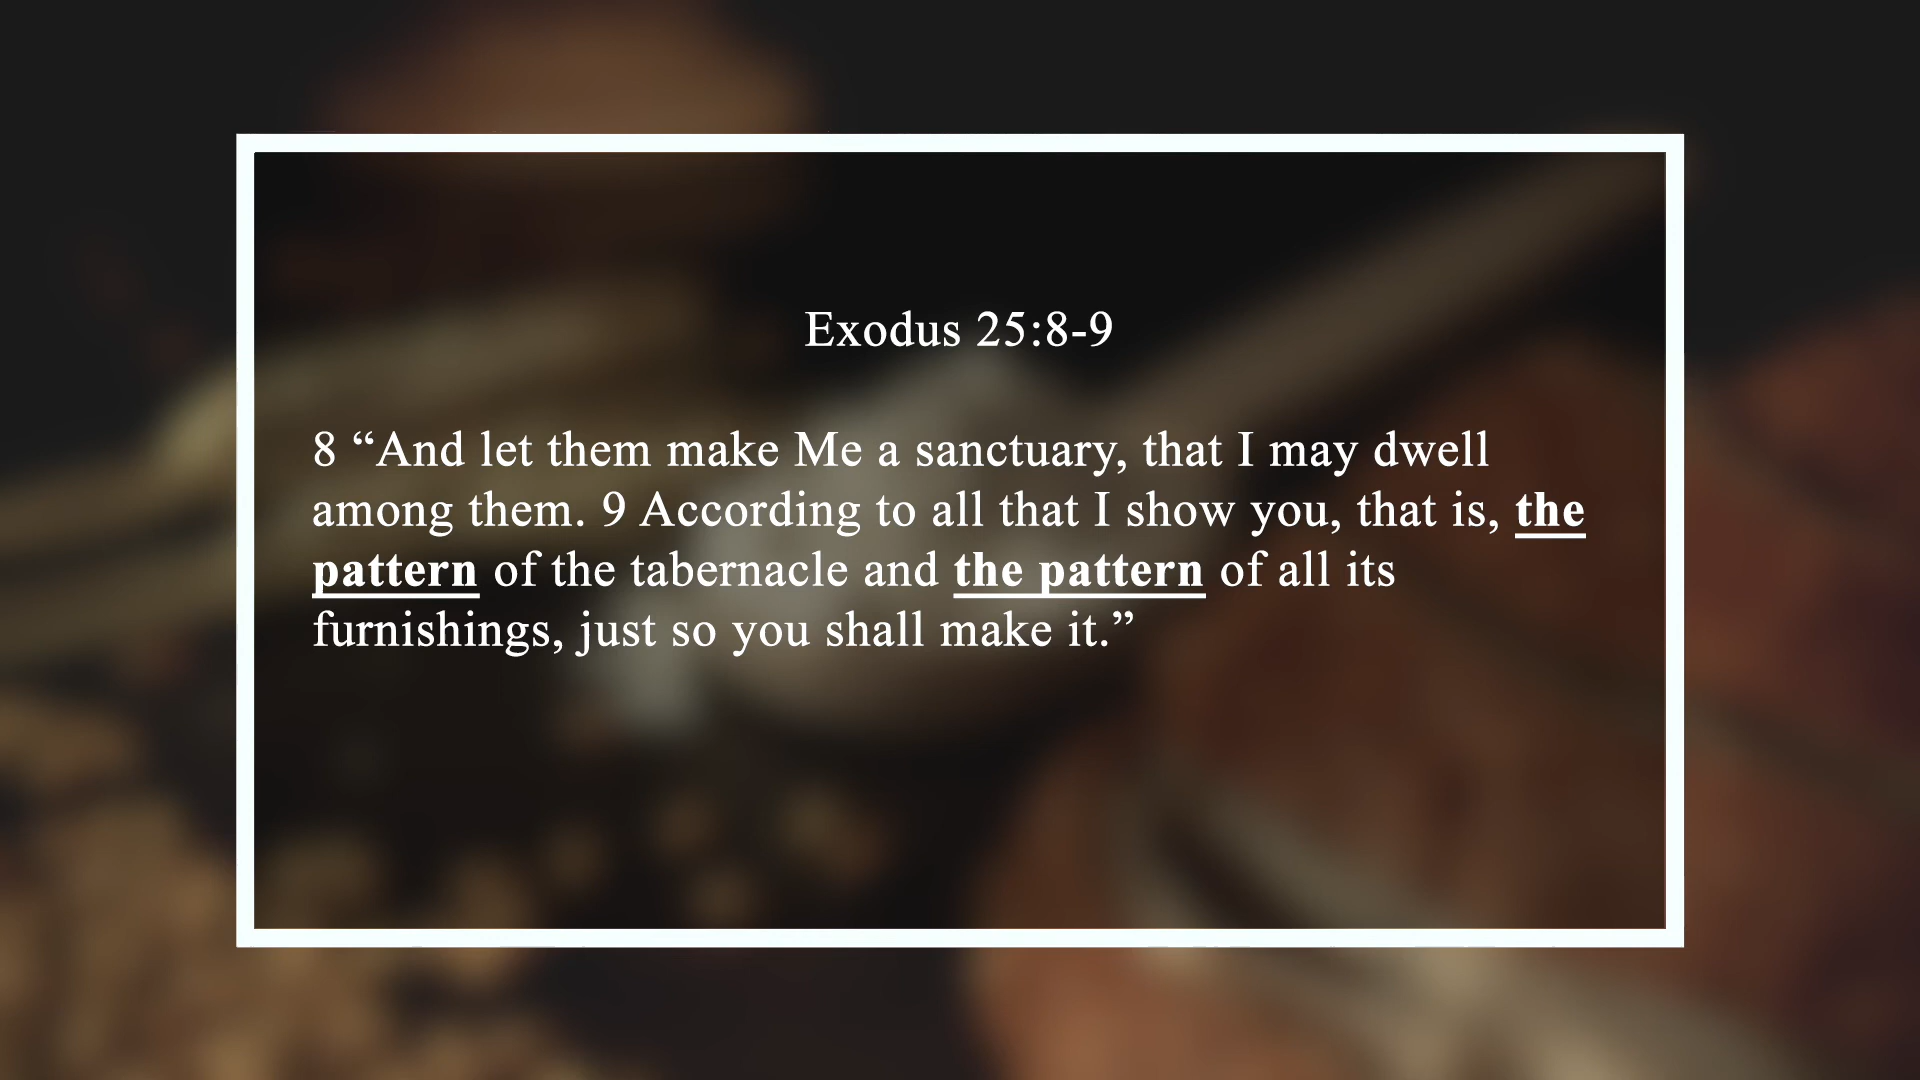 Exodus 25:8-9
8 “And let them make Me a sanctuary, that I may dwell
among them. 9 According to all that I show you, that is, the
pattern of the tabernacle and the pattern of all its
furnishings, just so you shall make it.”